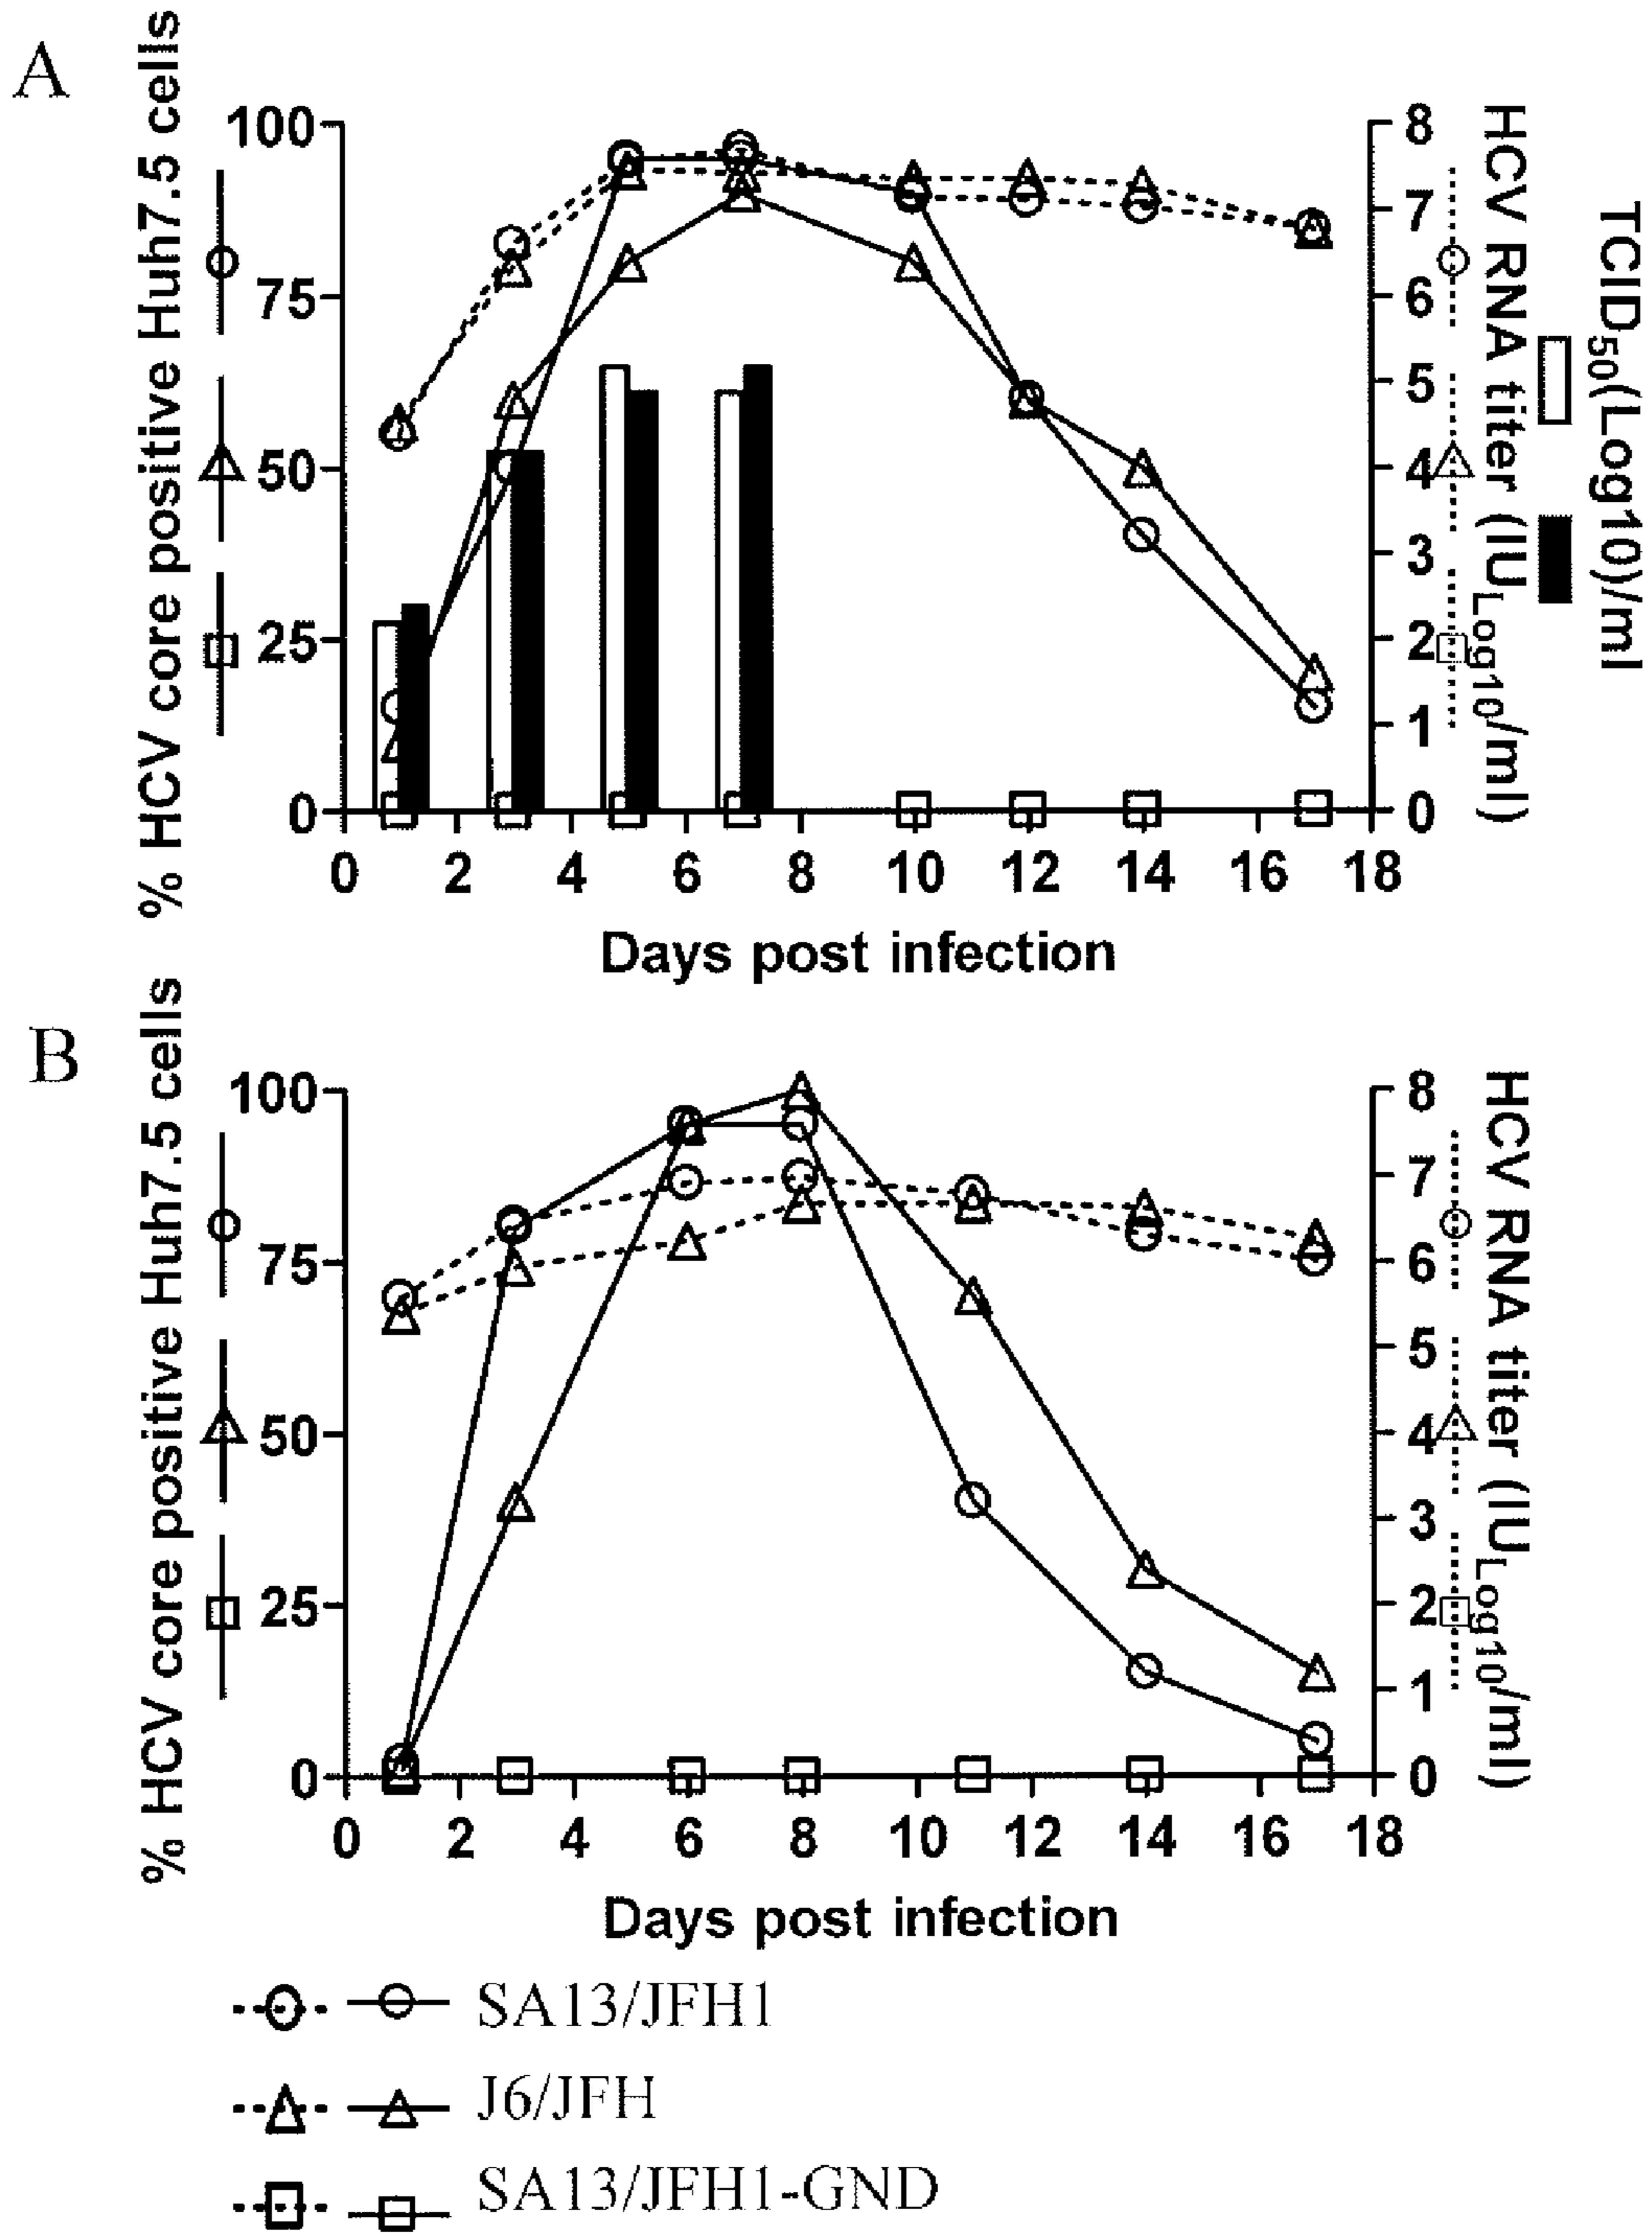 A
% HCV core positive Huh7.5 cells
100
75
50
25
0
8
7
6
5
4
3
2
1
0
HCV RNA titer (IU Log10/ml)
TCID50(Log10)/ml
0 2 4 6 8 10 12 14 16 18
Days post infection
B
% HCV core positive Huh7.5 cells
100
75
50
25
0
8
7
6
5
4
3
2
1
0
HCV RNA titer (IU Log10/ml)
0 2 4 6 8 10 12 14 16 18
Days post infection
SA13/JFH1
J6/JFH
SA13/JFH1-GND